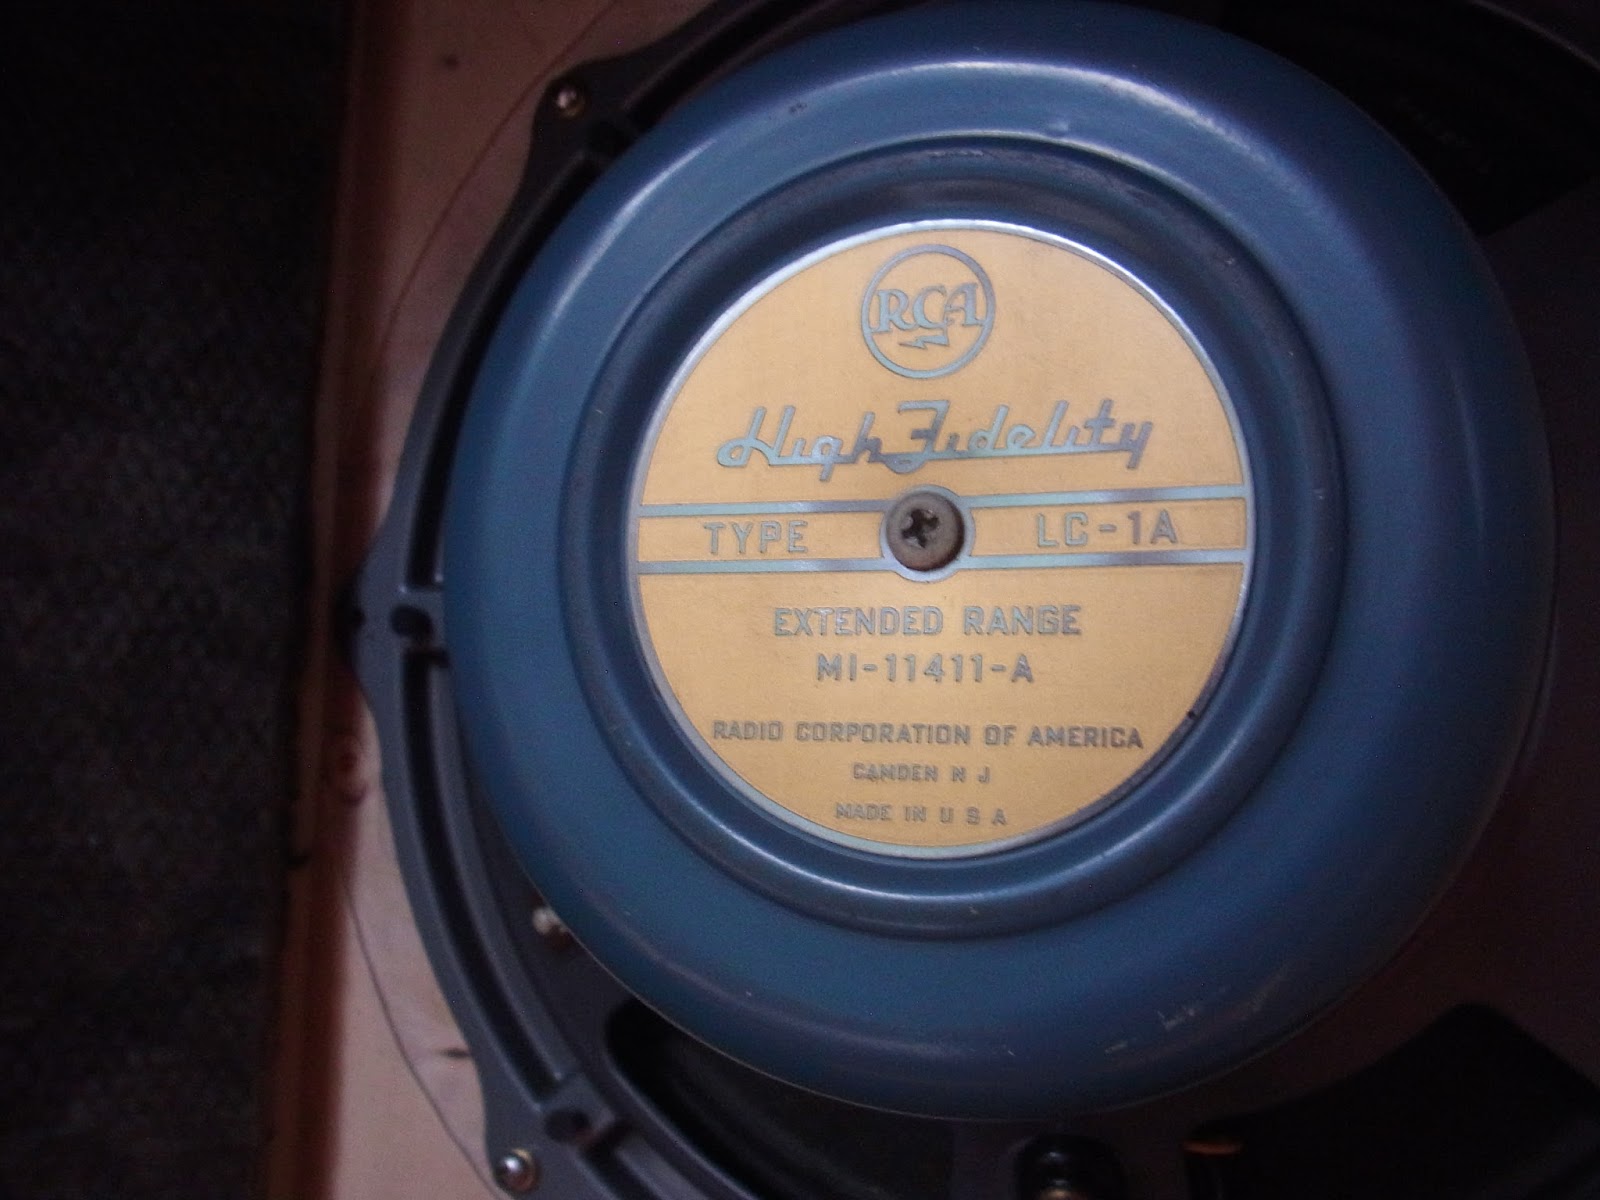 RCA
High Fidelity
TYPE LC-1A
EXTENDED RANGE
MI-11411-A
RADIO CORPORATION OF AMERICA
CAMDEN N J
MADE IN U S A